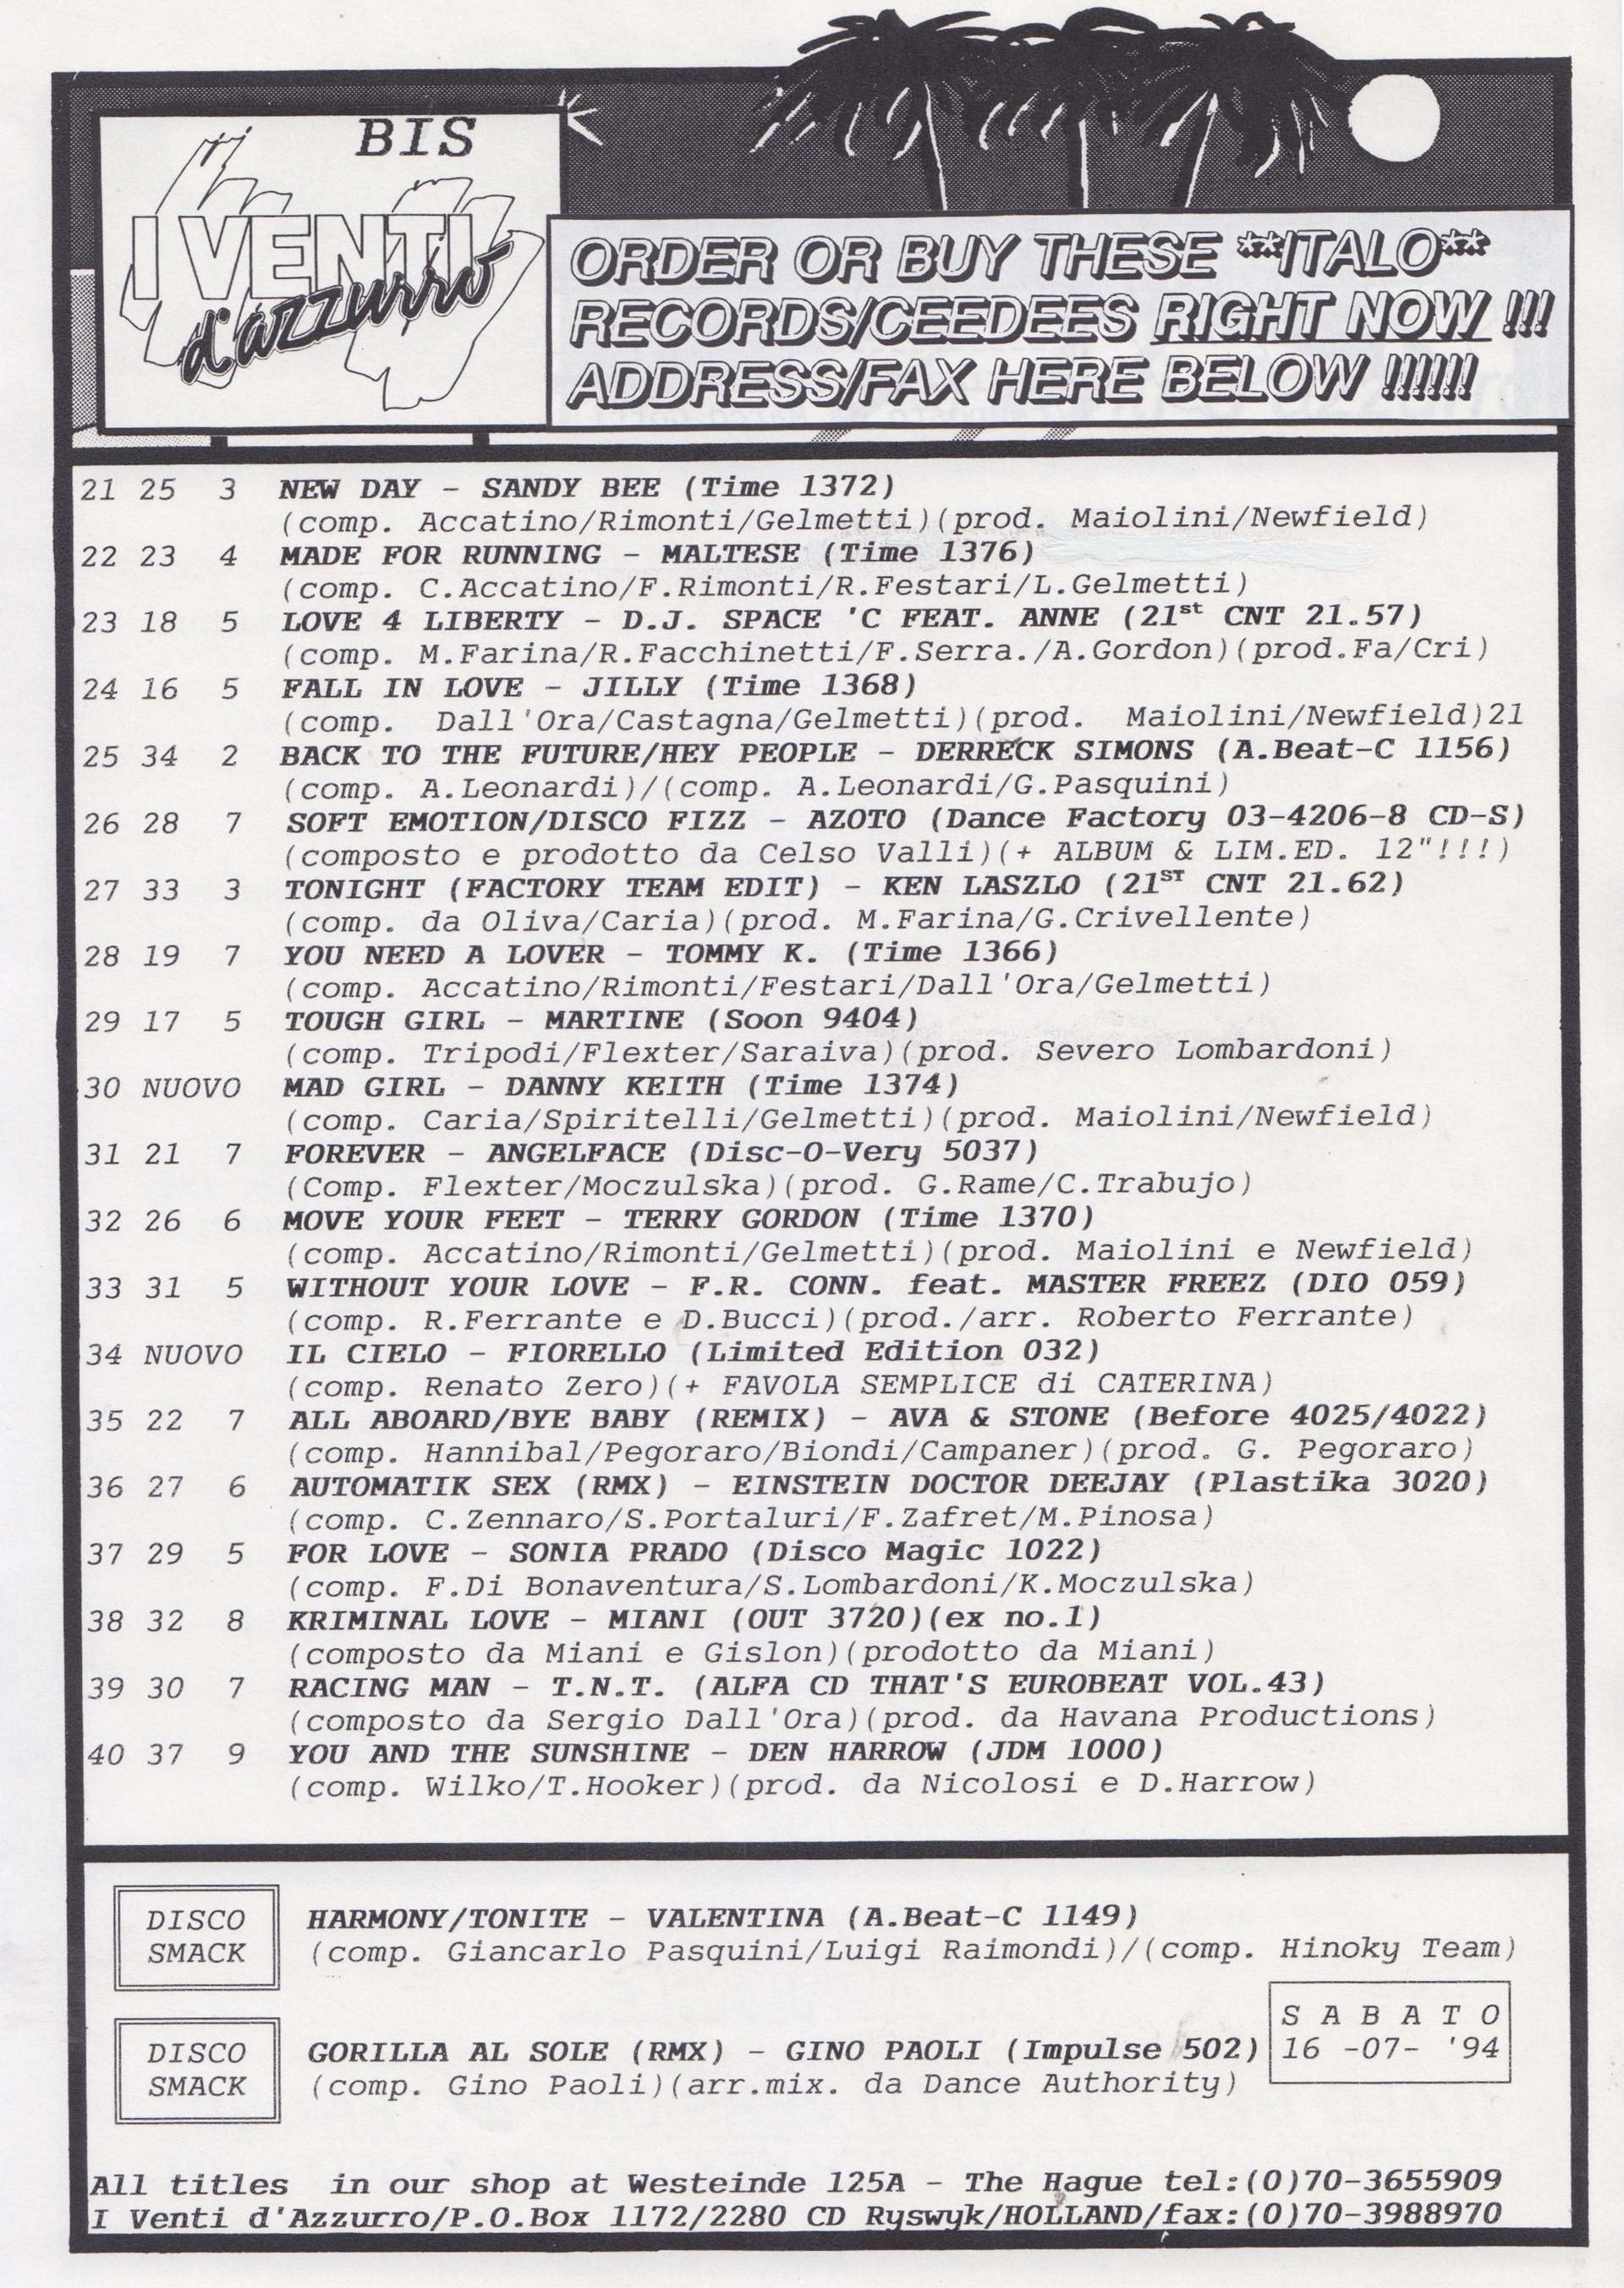 BIS
I VENTI
d'azzurro
ORDER OR BUY THESE **ITALO**
RECORDS/CEEDEES RIGHT NOW !!!
ADDRESS/FAX HERE BELOW !!!!!!
21 25 3 NEW DAY - SANDY BEE (Time 1372)
(comp. Accatino/Rimonti/Gelmetti)(prod. Maiolini/Newfield)
22 23 4 MADE FOR RUNNING - MALTESE (Time 1376)
(comp. C.Accatino/F.Rimonti/R.Festari/L.Gelmetti)
23 18 5 LOVE 4 LIBERTY - D.J. SPACE 'C FEAT. ANNE (21st CNT 21.57)
(comp. M.Farina/R.Facchinetti/F.Serra./A.Gordon)(prod.Fa/Cri)
24 16 5 FALL IN LOVE - JILLY (Time 1368)
(comp. Dall'Ora/Castagna/Gelmetti)(prod. Maiolini/Newfield)21
25 34 2 BACK TO THE FUTURE/HEY PEOPLE - DERRECK SIMONS (A.Beat-C 1156)
(comp. A.Leonardi)/(comp. A.Leonardi/G.Pasquini)
26 28 7 SOFT EMOTION/DISCO FIZZ - AZOTO (Dance Factory 03-4206-8 CD-S)
(composto e prodotto da Celso Valli)(+ ALBUM & LIM.ED. 12"!!!)
27 33 3 TONIGHT (FACTORY TEAM EDIT) - KEN LASZLO (21ST CNT 21.62)
(comp. da Oliva/Caria)(prod. M.Farina/G.Crivellente)
28 19 7 YOU NEED A LOVER - TOMMY K. (Time 1366)
(comp. Accatino/Rimonti/Festari/Dall'Ora/Gelmetti)
29 17 5 TOUGH GIRL - MARTINE (Soon 9404)
(comp. Tripodi/Flexter/Saraiva)(prod. Severo Lombardoni)
30 NUOVO MAD GIRL - DANNY KEITH (Time 1374)
(comp. Caria/Spiritelli/Gelmetti)(prod. Maiolini/Newfield)
31 21 7 FOREVER - ANGELFACE (Disc-O-Very 5037)
(Comp. Flexter/Moczulska)(prod. G.Rame/C.Trabujo)
32 26 6 MOVE YOUR FEET - TERRY GORDON (Time 1370)
(comp. Accatino/Rimonti/Gelmetti)(prod. Maiolini e Newfield)
33 31 5 WITHOUT YOUR LOVE - F.R. CONN. feat. MASTER FREEZ (DIO 059)
(comp. R.Ferrante e D.Bucci)(prod./arr. Roberto Ferrante)
34 NUOVO IL CIELO - FIORELLO (Limited Edition 032)
(comp. Renato Zero)(+ FAVOLA SEMPLICE di CATERINA)
35 22 7 ALL ABOARD/BYE BABY (REMIX) - AVA & STONE (Before 4025/4022)
(comp. Hannibal/Pegoraro/Biondi/Campaner)(prod. G. Pegoraro)
36 27 6 AUTOMATIK SEX (RMX) - EINSTEIN DOCTOR DEEJAY (Plastika 3020)
(comp. C.Zennaro/S.Portaluri/F.Zafret/M.Pinosa)
37 29 5 FOR LOVE - SONIA PRADO (Disco Magic 1022)
(comp. F.Di Bonaventura/S.Lombardoni/K.Moczulska)
38 32 8 KRIMINAL LOVE - MIANI (OUT 3720)(ex no.1)
(composto da Miani e Gislon)(prodotto da Miani)
39 30 7 RACING MAN - T.N.T. (ALFA CD THAT'S EUROBEAT VOL.43)
(composto da Sergio Dall'Ora)(prod. da Havana Productions)
40 37 9 YOU AND THE SUNSHINE - DEN HARROW (JDM 1000)
(comp. Wilko/T.Hooker)(prod. da Nicolosi e D.Harrow)
DISCO HARMONY/TONITE - VALENTINA (A.Beat-C 1149)
SMACK (comp. Giancarlo Pasquini/Luigi Raimondi)/(comp. Hinoky Team)
S A B A T O
DISCO GORILLA AL SOLE (RMX) - GINO PAOLI (Impulse 502) 16 -07- '94
SMACK (comp. Gino Paoli)(arr.mix. da Dance Authority)
All titles in our shop at Westeinde 125A - The Hague tel:(0)70-3655909
I Venti d'Azzurro/P.O.Box 1172/2280 CD Ryswyk/HOLLAND/fax:(0)70-3988970